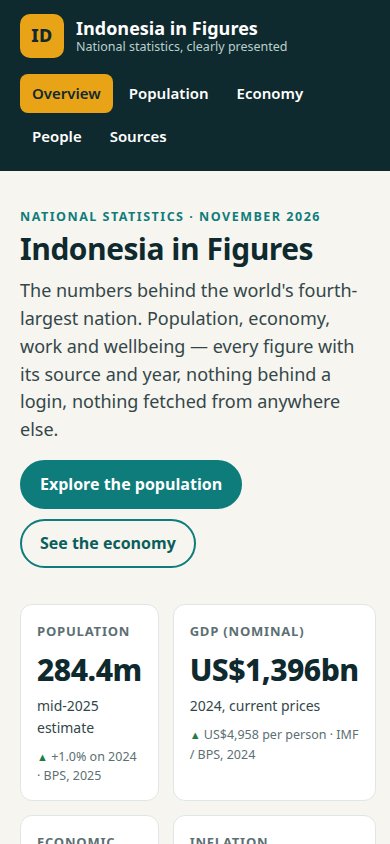 ID
Indonesia in Figures
National statistics, clearly presented
Overview
Population
Economy
People
Sources
NATIONAL STATISTICS · NOVEMBER 2026
Indonesia in Figures
The numbers behind the world's fourth-
largest nation. Population, economy,
work and wellbeing — every figure with
its source and year, nothing behind a
login, nothing fetched from anywhere
else.
Explore the population
See the economy
POPULATION
284.4m
mid-2025
estimate
▲ +1.0% on 2024
· BPS, 2025
GDP (NOMINAL)
US$1,396bn
2024, current prices
▲ US$4,958 per person · IMF
/ BPS, 2024
ECONOMIC
INFLATION